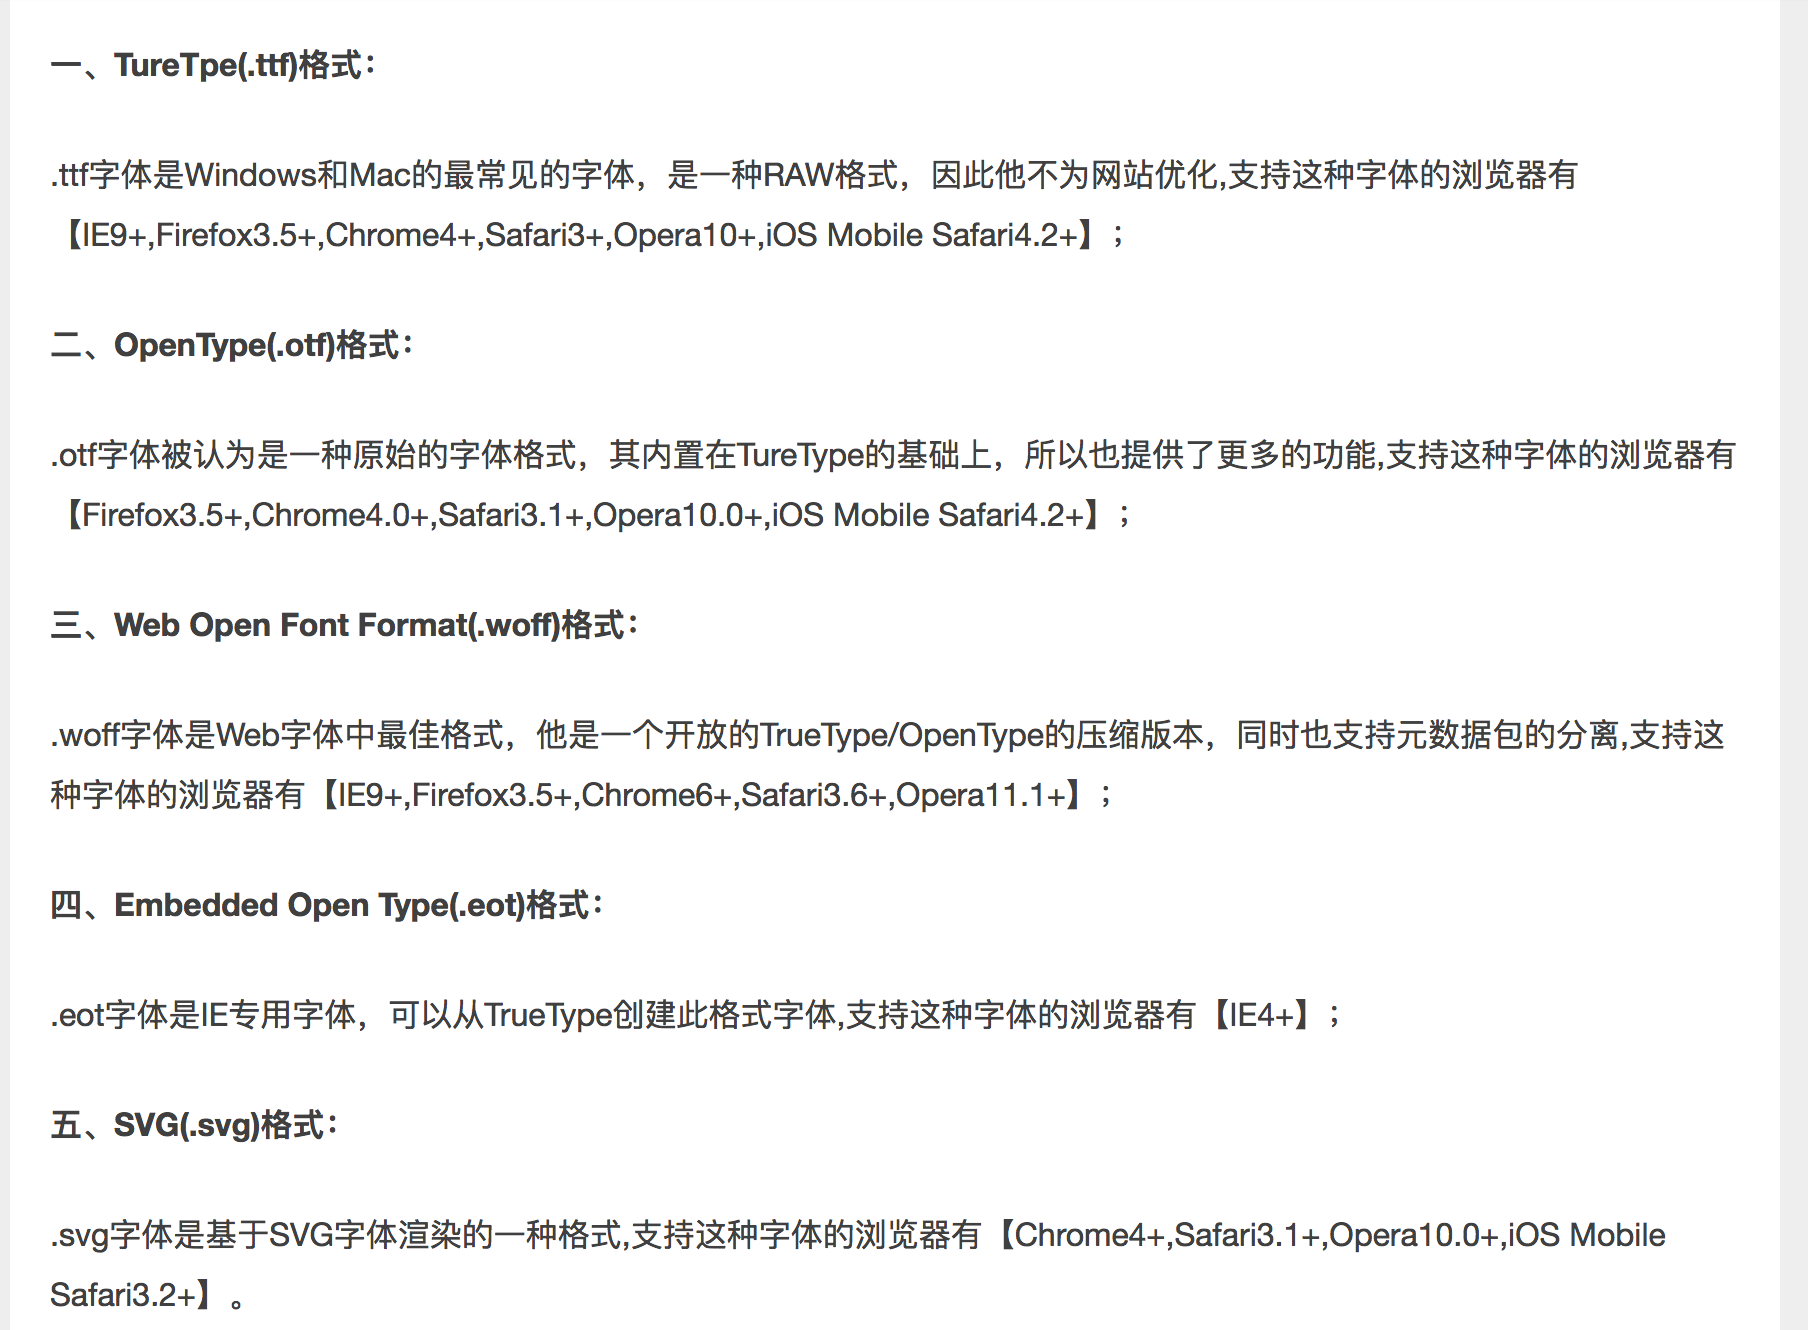 一、TureTpe(.ttf)格式：
.ttf字体是Windows和Mac的最常见的字体，是一种RAW格式，因此他不为网站优化,支持这种字体的浏览器有
【IE9+,Firefox3.5+,Chrome4+,Safari3+,Opera10+,iOS Mobile Safari4.2+】；
二、OpenType(.otf)格式：
.otf字体被认为是一种原始的字体格式，其内置在TureType的基础上，所以也提供了更多的功能,支持这种字体的浏览器有
【Firefox3.5+,Chrome4.0+,Safari3.1+,Opera10.0+,iOS Mobile Safari4.2+】；
三、Web Open Font Format(.woff)格式：
.woff字体是Web字体中最佳格式，他是一个开放的TrueType/OpenType的压缩版本，同时也支持元数据包的分离,支持这
种字体的浏览器有【IE9+,Firefox3.5+,Chrome6+,Safari3.6+,Opera11.1+】；
四、Embedded Open Type(.eot)格式：
.eot字体是IE专用字体，可以从TrueType创建此格式字体,支持这种字体的浏览器有【IE4+】；
五、SVG(.svg)格式：
.svg字体是基于SVG字体渲染的一种格式,支持这种字体的浏览器有【Chrome4+,Safari3.1+,Opera10.0+,iOS Mobile
Safari3.2+】。